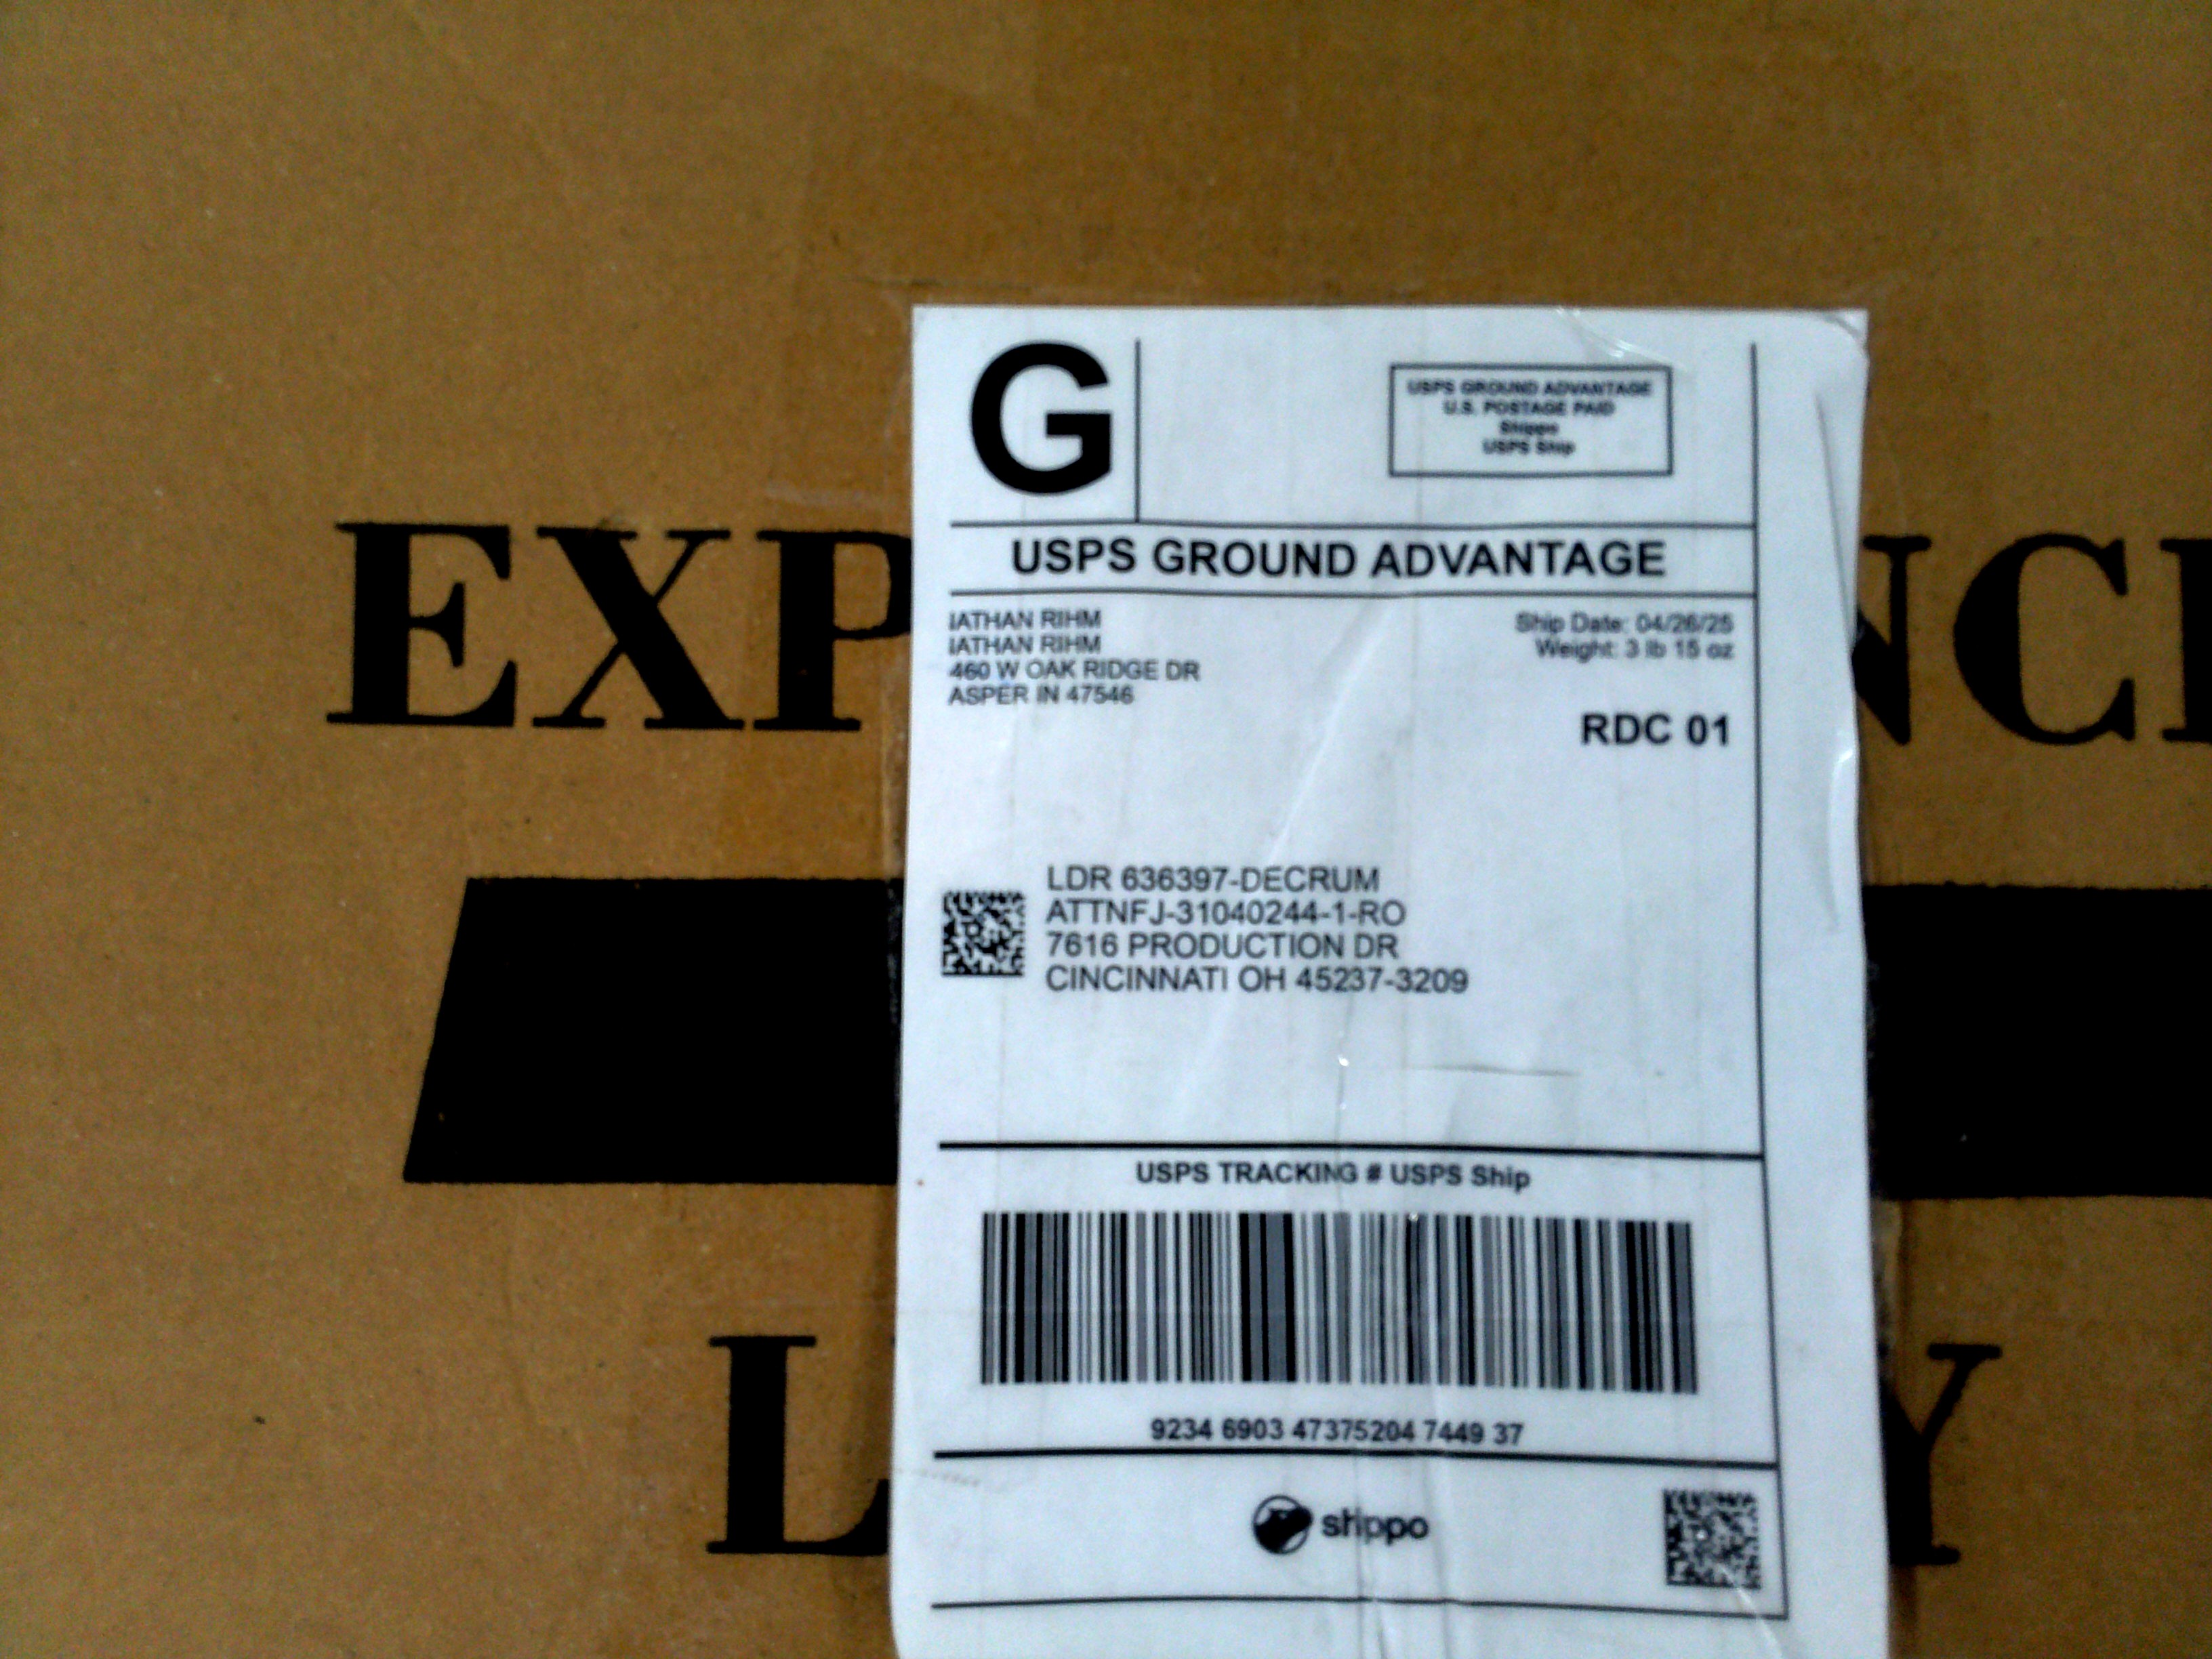 G
USPS GROUND ADVANTAGE
U.S. POSTAGE PAID
Shippo
USPS Ship
USPS GROUND ADVANTAGE
IATHAN RIHM
IATHAN RIHM
460 W OAK RIDGE DR
ASPER IN 47546
Ship Date: 04/26/25
Weight: 3 lb 15 oz
RDC 01
LDR 636397-DECRUM
ATTNFJ-31040244-1-RO
7616 PRODUCTION DR
CINCINNATI OH 45237-3209
USPS TRACKING # USPS Ship
9234 6903 47375204 7449 37
shippo
EXP
NC
L
Y